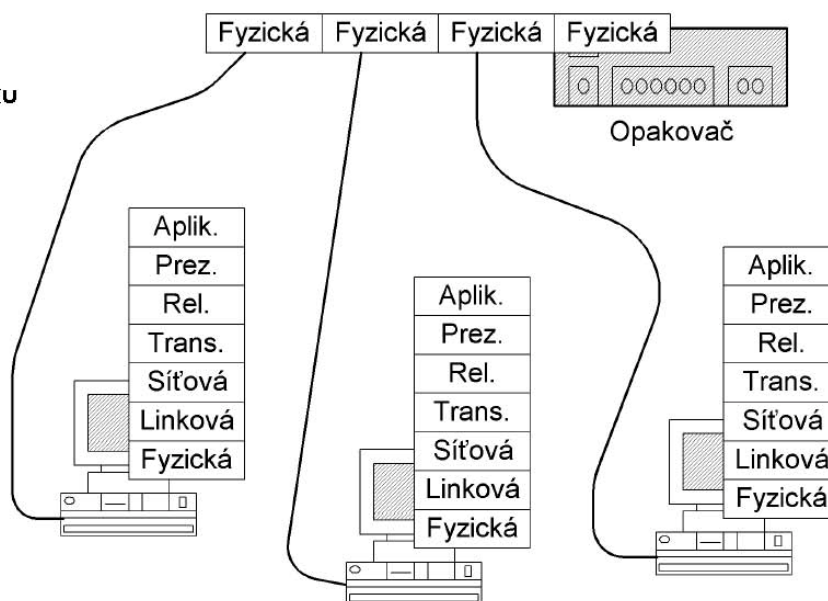 Fyzická Fyzická Fyzická Fyzická
ku
Opakovač
Aplik.
Prez.
Rel.
Trans.
Síťová
Linková
Fyzická
Aplik.
Prez.
Rel.
Trans.
Síťová
Linková
Fyzická
Aplik.
Prez.
Rel.
Trans.
Síťová
Linková
Fyzická